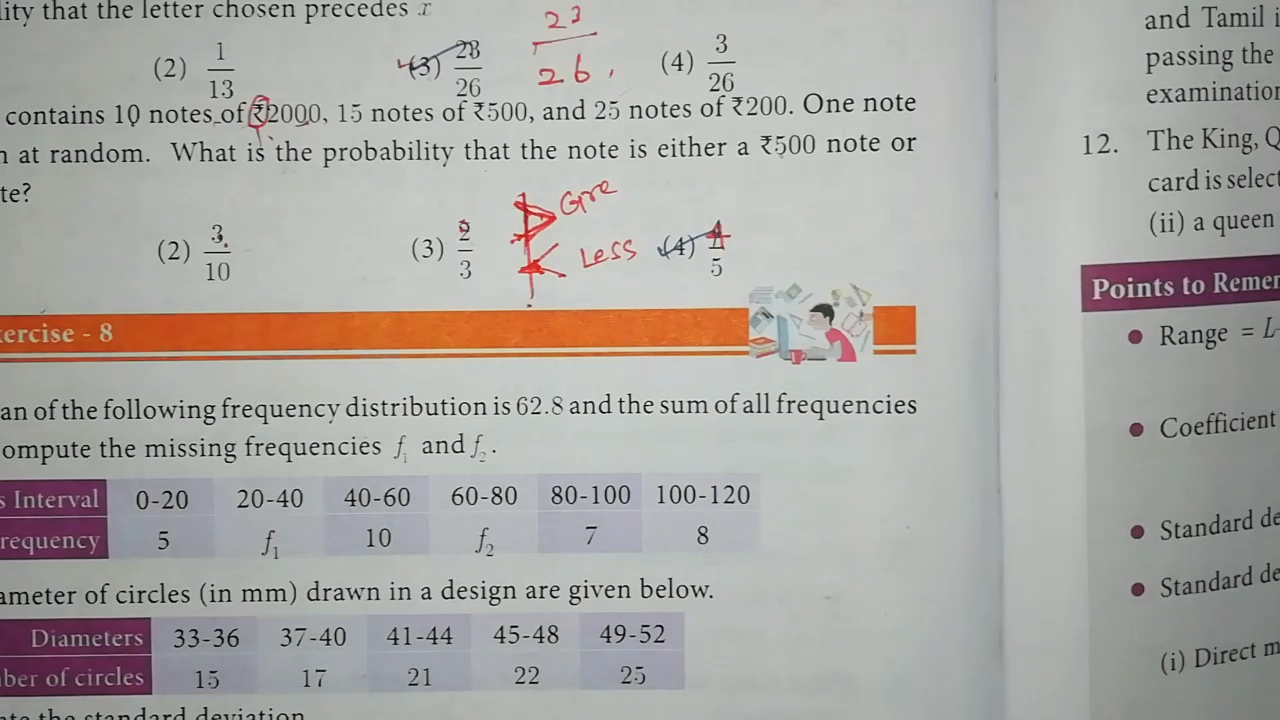 lity that the letter chosen precedes x
(2) 1/13 (3) 23/26 23/26, (4) 3/26
contains 10 notes of ₹2000, 15 notes of ₹500, and 25 notes of ₹200. One note
at random. What is the probability that the note is either a ₹500 note or
te?
(2) 3/10 (3) 2/3 Gre Less (4) 4/5
ercise - 8
an of the following frequency distribution is 62.8 and the sum of all frequencies
ompute the missing frequencies f₁ and f₂.
s Interval 0-20 20-40 40-60 60-80 80-100 100-120
requency 5 f₁ 10 f₂ 7 8
ameter of circles (in mm) drawn in a design are given below.
Diameters 33-36 37-40 41-44 45-48 49-52
ber of circles 15 17 21 22 25
the standard deviation
and Tamil i
passing the
examination
12. The King, Q
card is select
(ii) a queen
Points to Remer
• Range = L
• Coefficient
• Standard de
• Standard de
(i) Direct m